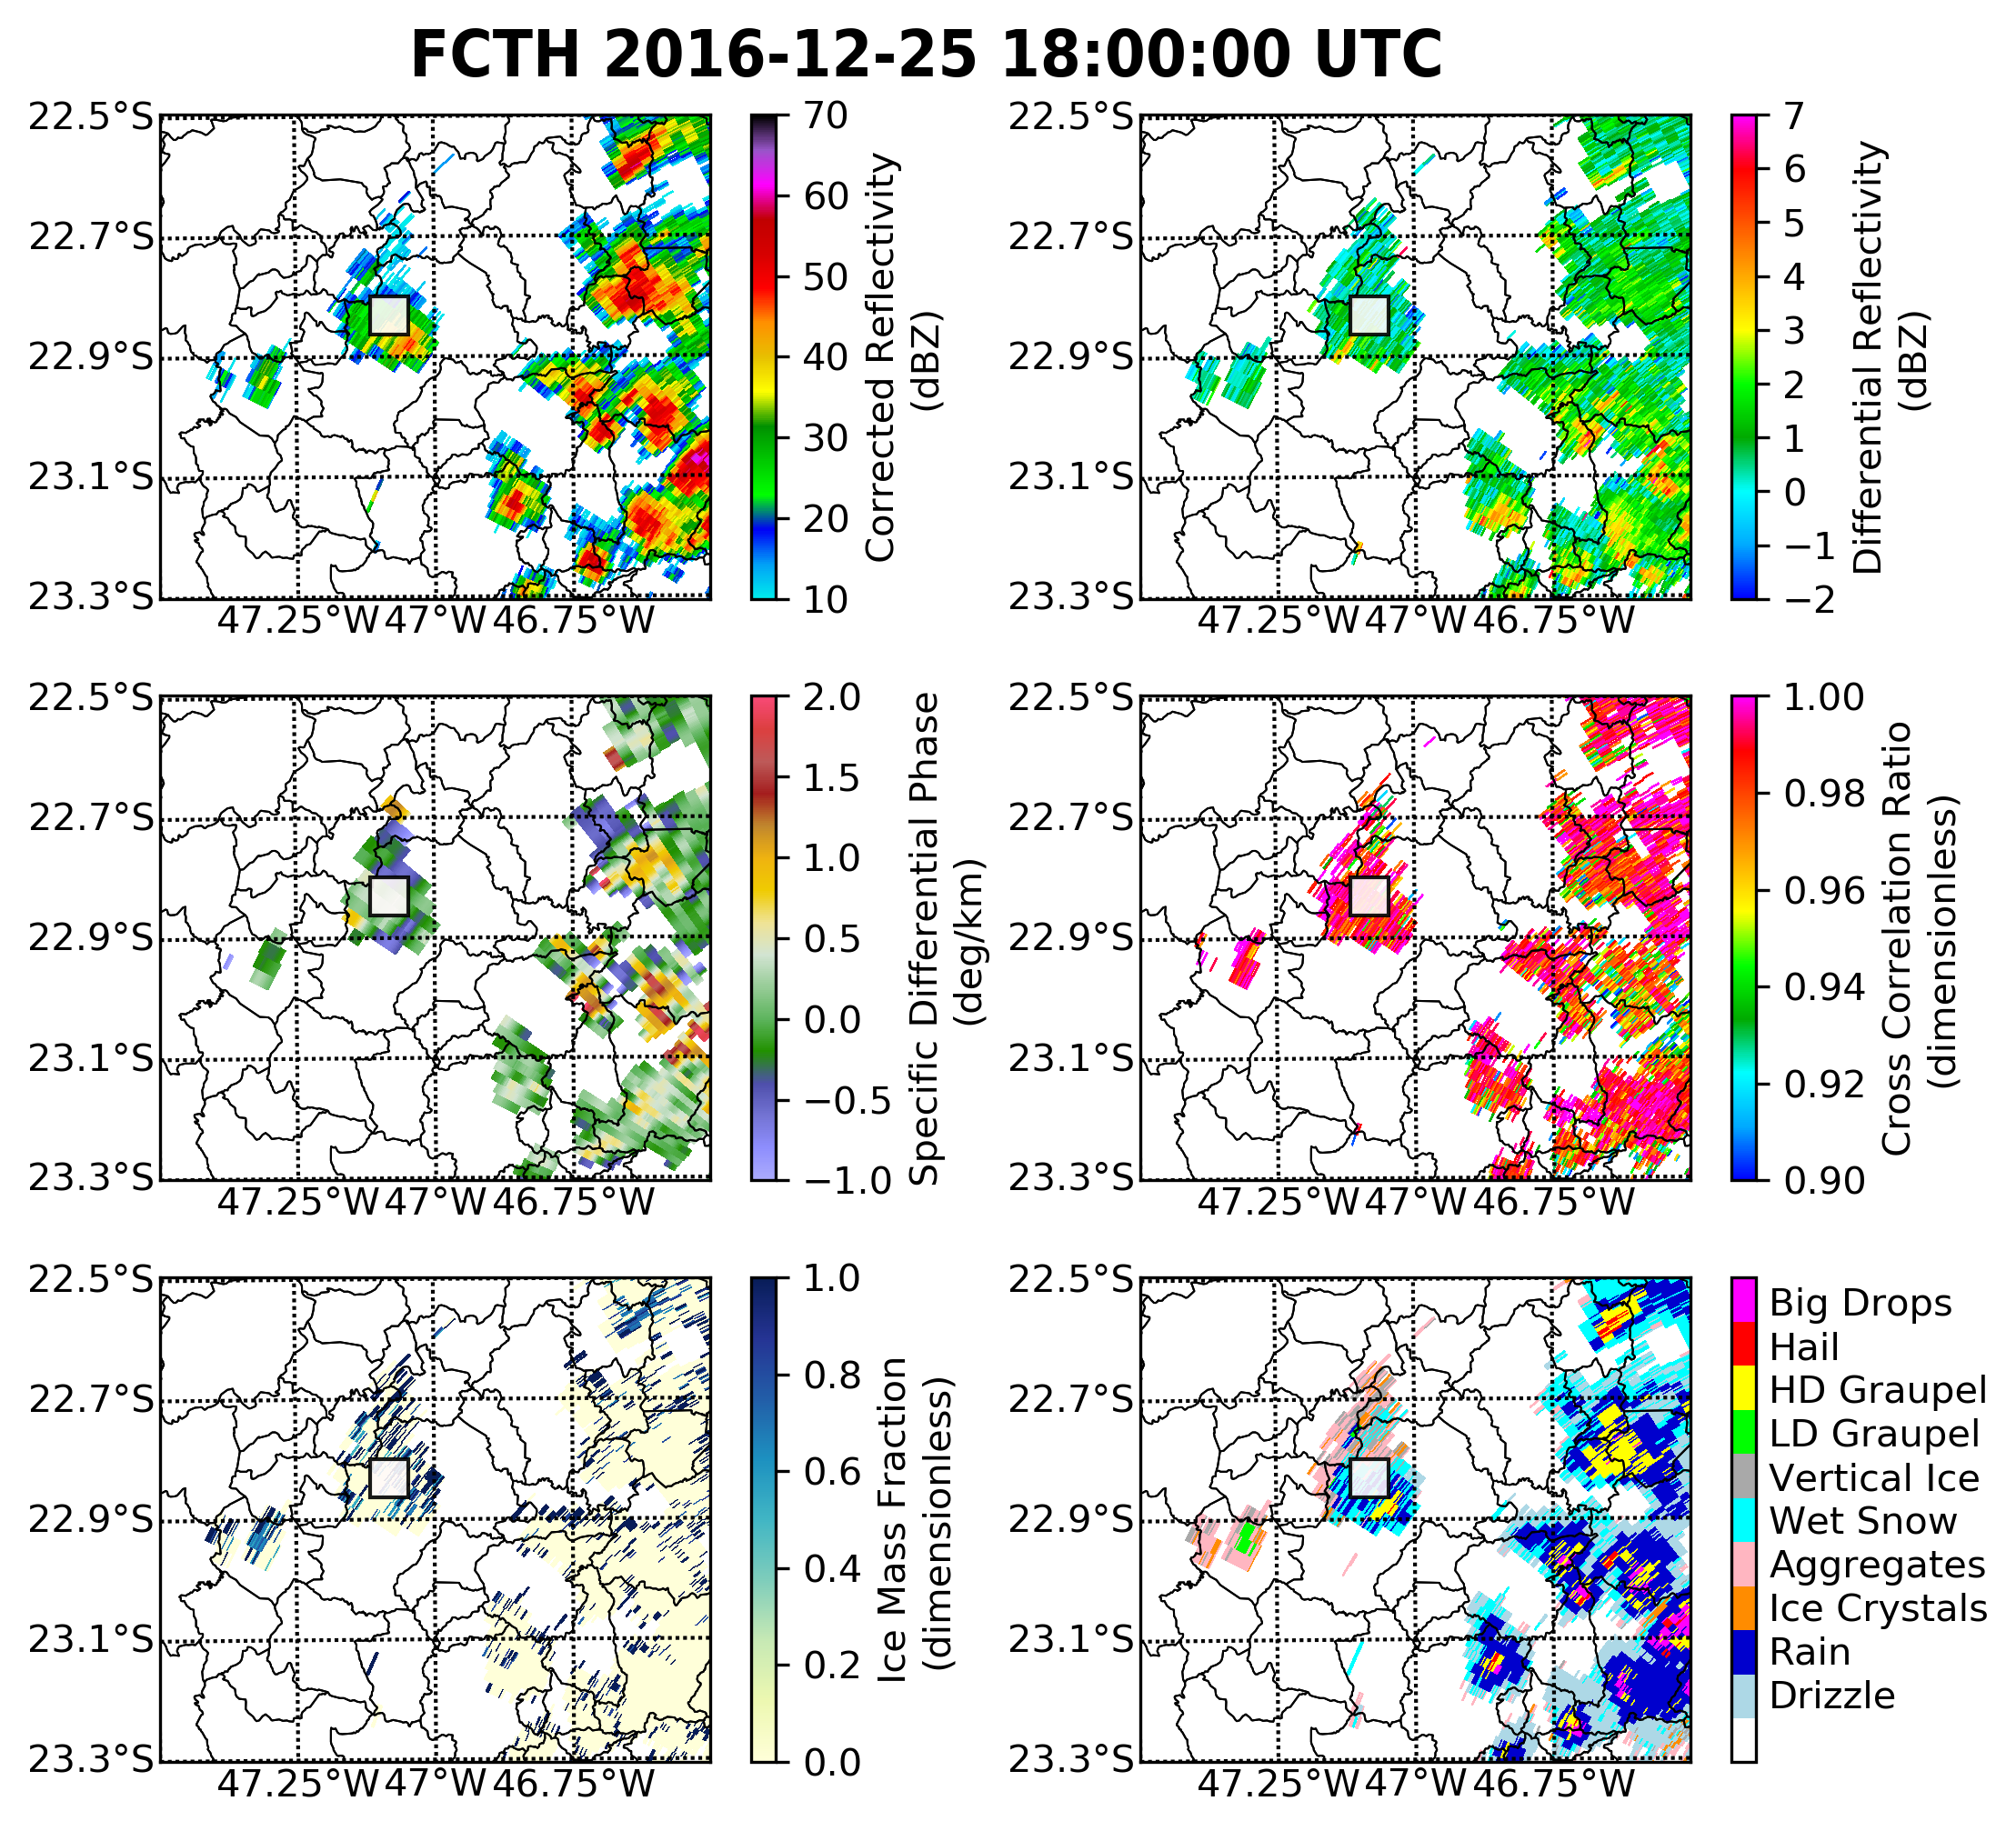 FCTH 2016-12-25 18:00:00 UTC
22.5°S
22.7°S
22.9°S
23.1°S
23.3°S
47.25°W 47°W 46.75°W
70
60
50
40
30
20
10
Corrected Reflectivity
(dBZ)
22.5°S
22.7°S
22.9°S
23.1°S
23.3°S
47.25°W 47°W 46.75°W
7
6
5
4
3
2
1
0
−1
−2
Differential Reflectivity
(dBZ)
22.5°S
22.7°S
22.9°S
23.1°S
23.3°S
47.25°W 47°W 46.75°W
2.0
1.5
1.0
0.5
0.0
−0.5
−1.0
Specific Differential Phase
(deg/km)
22.5°S
22.7°S
22.9°S
23.1°S
23.3°S
47.25°W 47°W 46.75°W
1.00
0.98
0.96
0.94
0.92
0.90
Cross Correlation Ratio
(dimensionless)
22.5°S
22.7°S
22.9°S
23.1°S
23.3°S
47.25°W 47°W 46.75°W
1.0
0.8
0.6
0.4
0.2
0.0
Ice Mass Fraction
(dimensionless)
22.5°S
22.7°S
22.9°S
23.1°S
23.3°S
47.25°W 47°W 46.75°W
Big Drops
Hail
HD Graupel
LD Graupel
Vertical Ice
Wet Snow
Aggregates
Ice Crystals
Rain
Drizzle